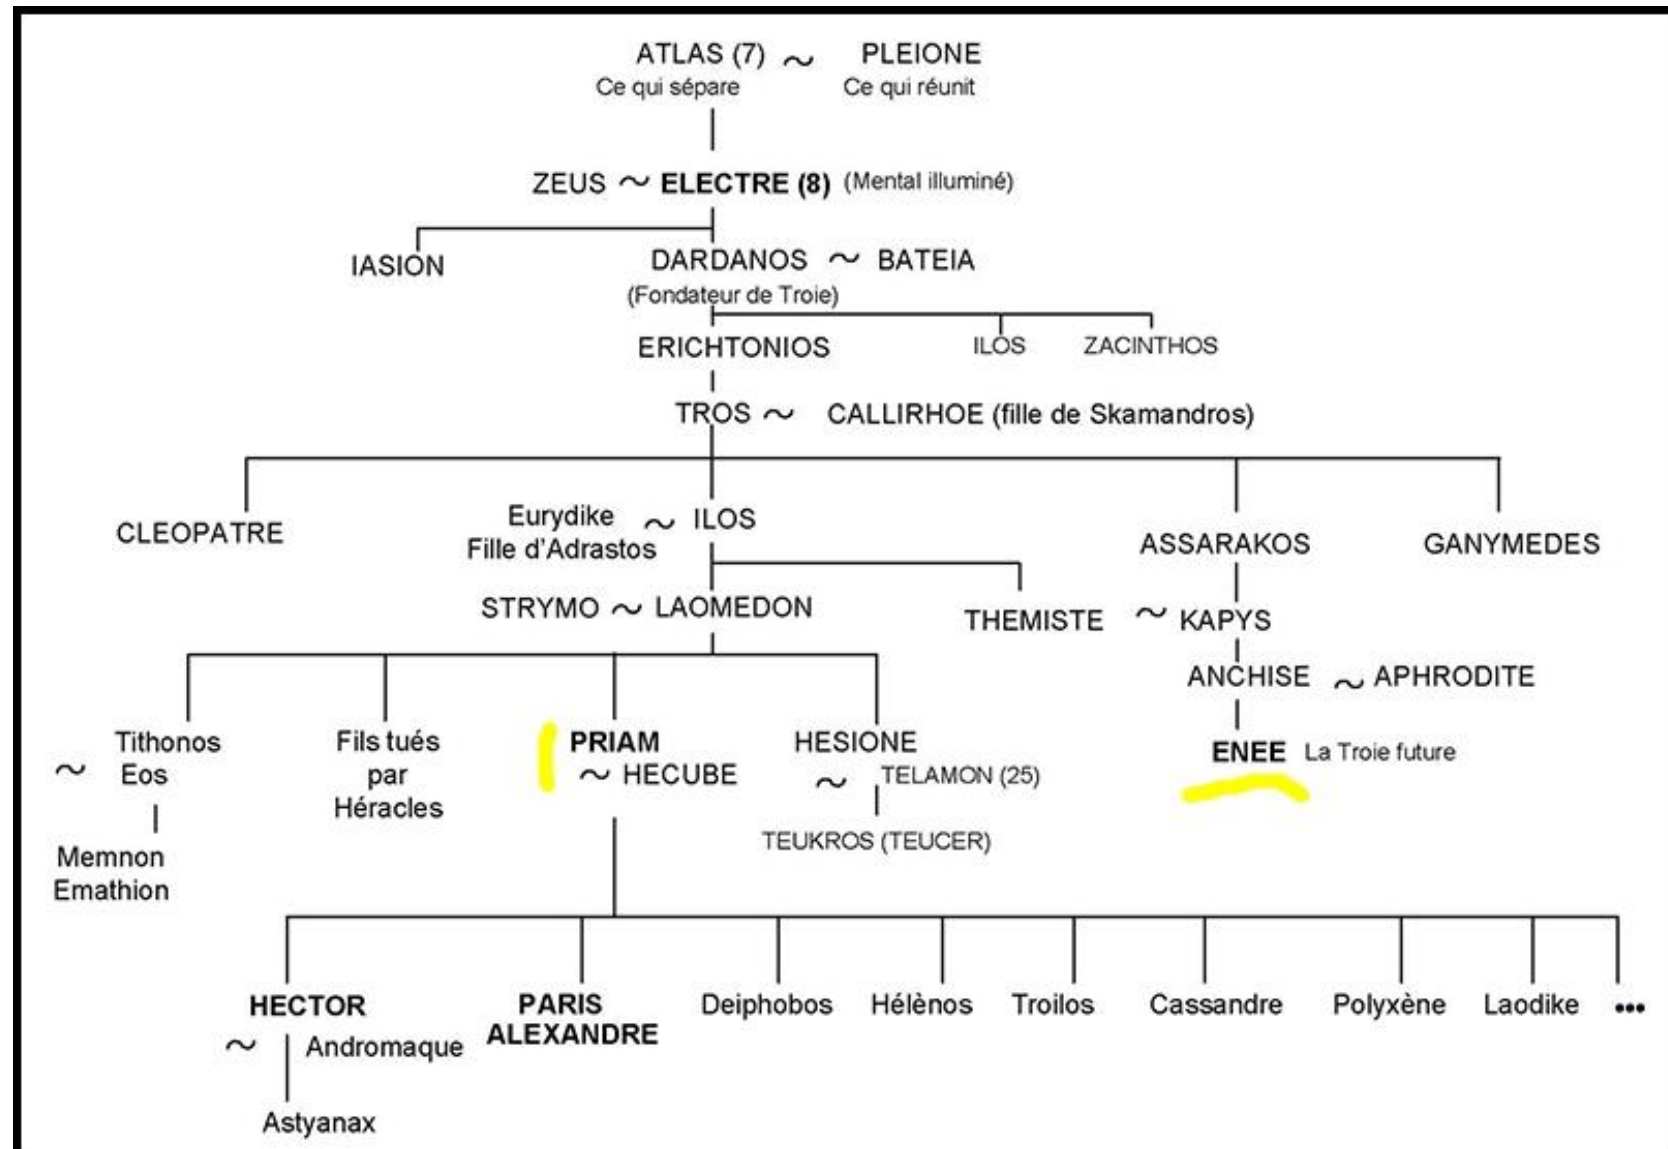 ATLAS (7) ~ PLEIONE
Ce qui sépare Ce qui réunit
ZEUS ~ ELECTRE (8) (Mental illuminé)
IASION DARDANOS ~ BATEIA
(Fondateur de Troie)
ERICHTONIOS ILOS ZACINTHOS
TROS ~ CALLIRHOE (fille de Skamandros)
CLEOPATRE
Eurydike ~ ILOS
Fille d'Adrastos
ASSARAKOS GANYMEDES
STRYMO ~ LAOMEDON
THEMISTE ~ KAPYS
ANCHISE ~ APHRODITE
Tithonos
~ Eos
Fils tués
par
Héracles
PRIAM
~ HECUBE
HESIONE
~ TELAMON (25)
ENEE La Troie future
TEUKROS (TEUCER)
Memnon
Emathion
HECTOR
~ Andromaque
PARIS
ALEXANDRE
Deiphobos Hélènos Troilos Cassandre Polyxène Laodike ...
Astyanax